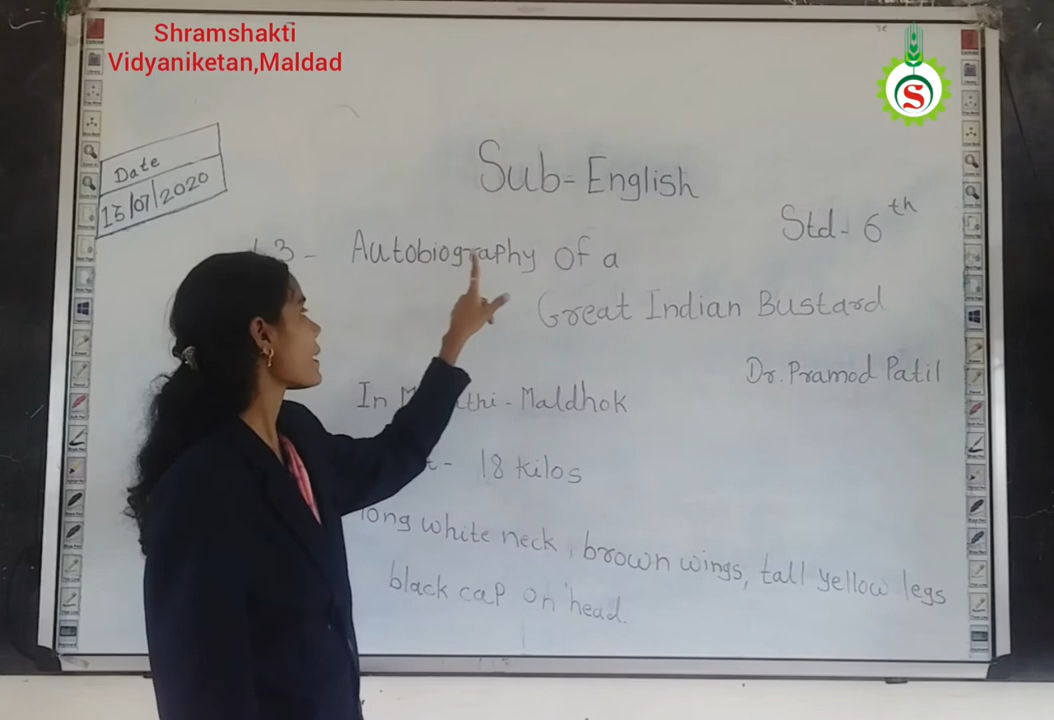 Shramshakti
Vidyaniketan,Maldad
S
Date
15/07/2020
Sub-English
Std- 6th
3- Autobiography of a
Great Indian Bustard
Dr. Pramod Patil
In - Maldhok
- 18 kilos
long white neck, brown wings, tall yellow legs
black cap on head.